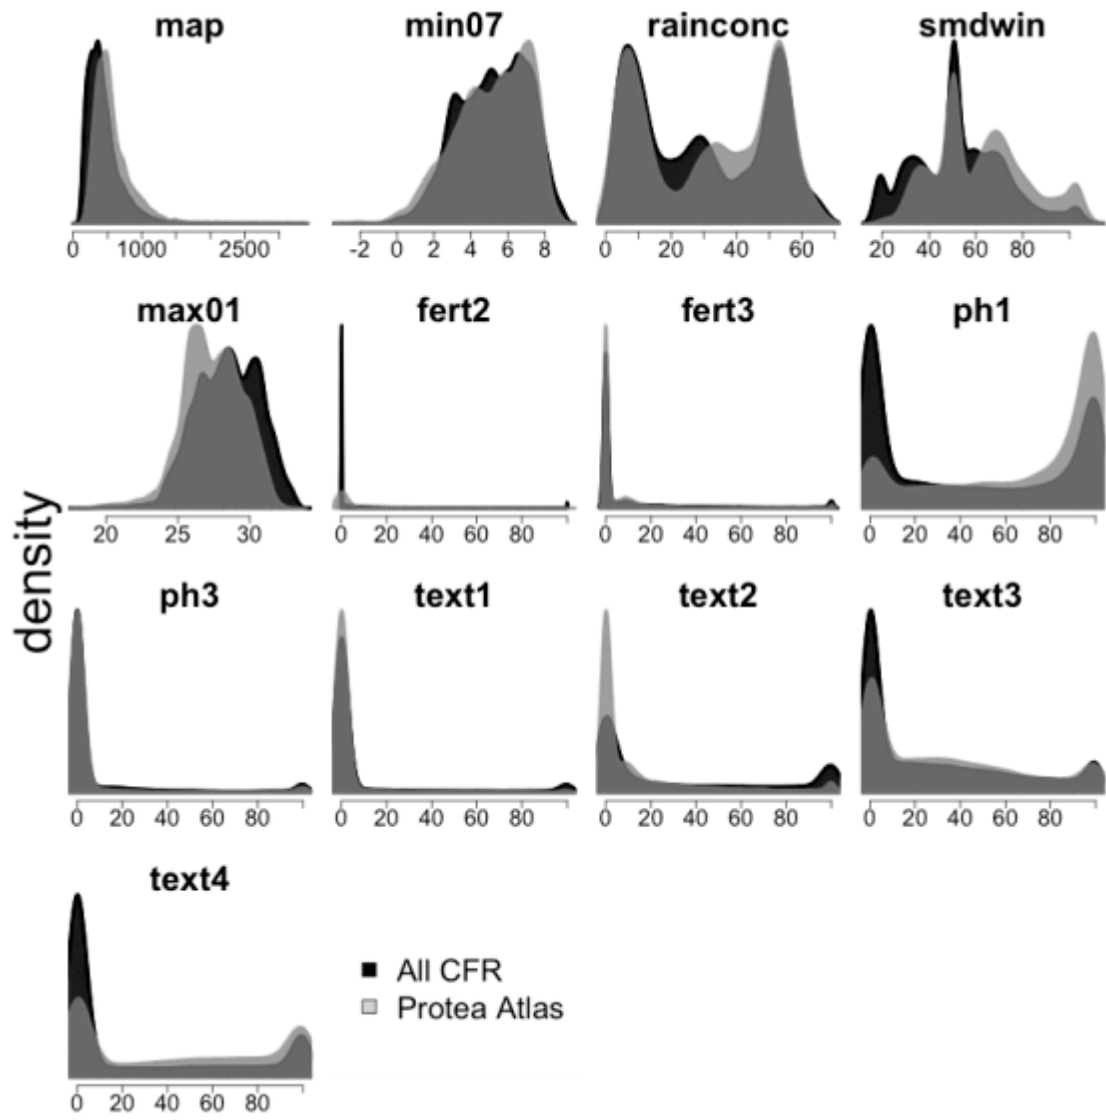 map min07 rainconc smdwin
0 1000 2500 -2 0 2 4 6 8 0 20 40 60 20 40 60 80
max01 fert2 fert3 ph1
20 25 30 0 20 40 60 80 0 20 40 60 80 0 20 40 60 80
density
ph3 text1 text2 text3
0 20 40 60 80 0 20 40 60 80 0 20 40 60 80 0 20 40 60 80
text4
All CFR
Protea Atlas
0 20 40 60 80